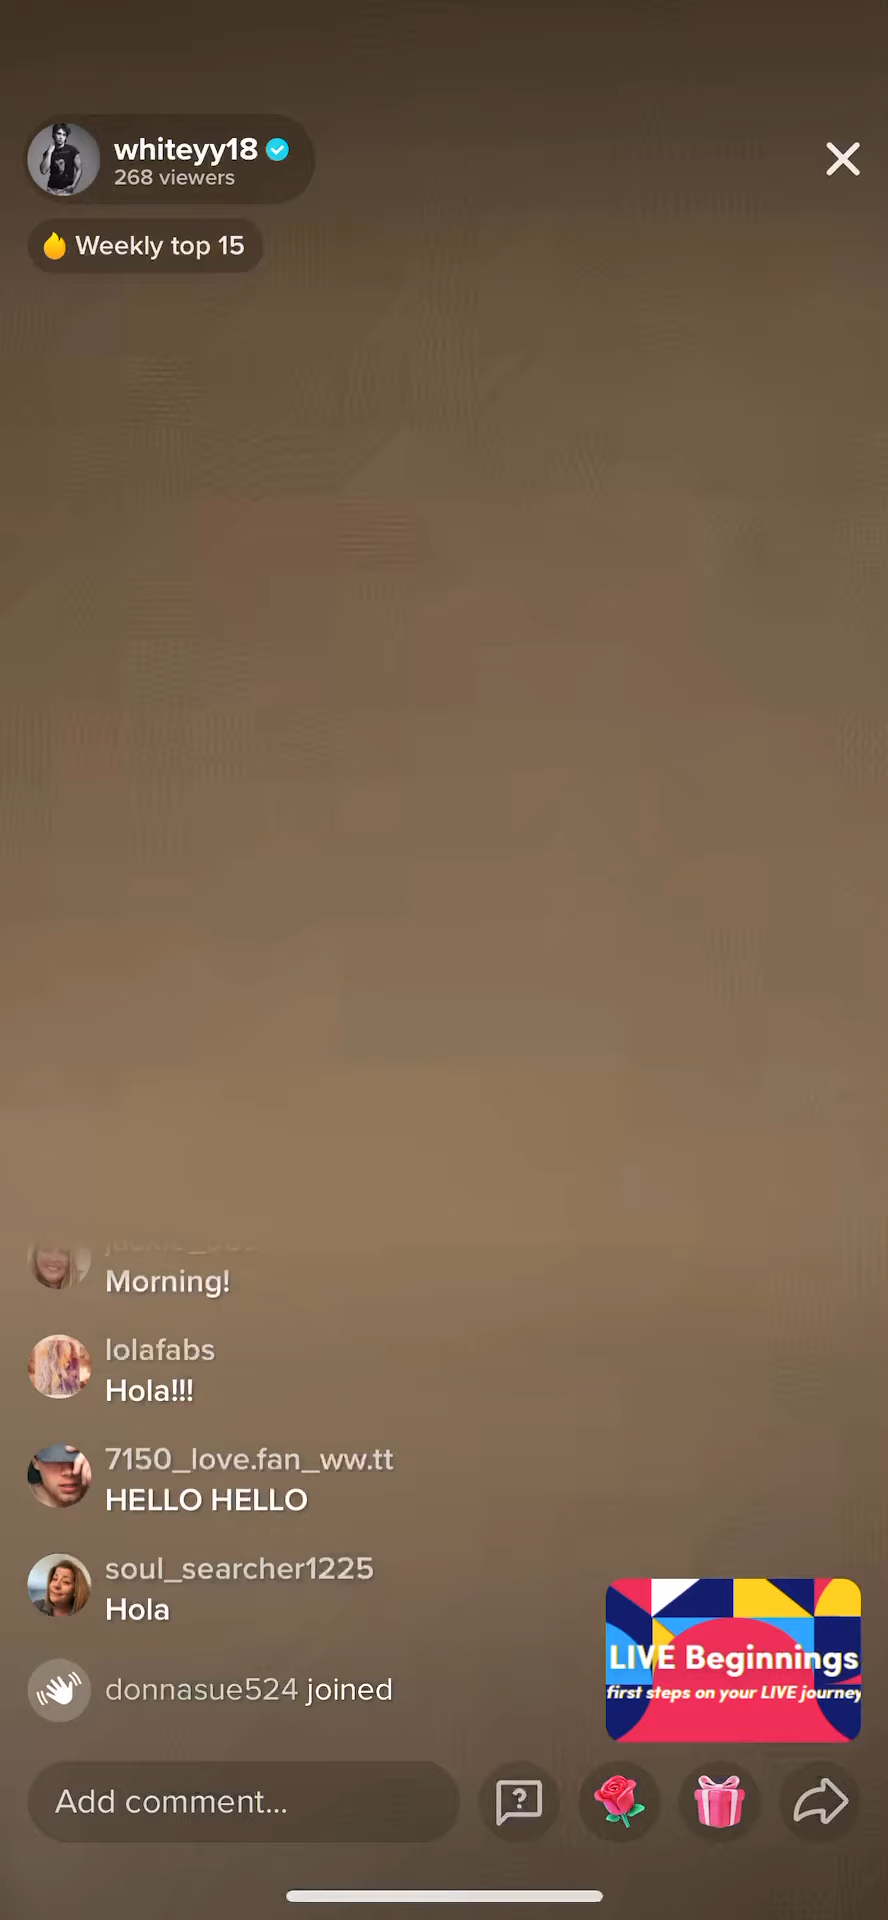 whiteyy18
268 viewers
Weekly top 15
Morning!
lolafabs
Hola!!!
7150_love.fan_ww.tt
HELLO HELLO
soul_searcher1225
Hola
LIVE Beginnings
first steps on your LIVE journey
donnasue524 joined
Add comment...